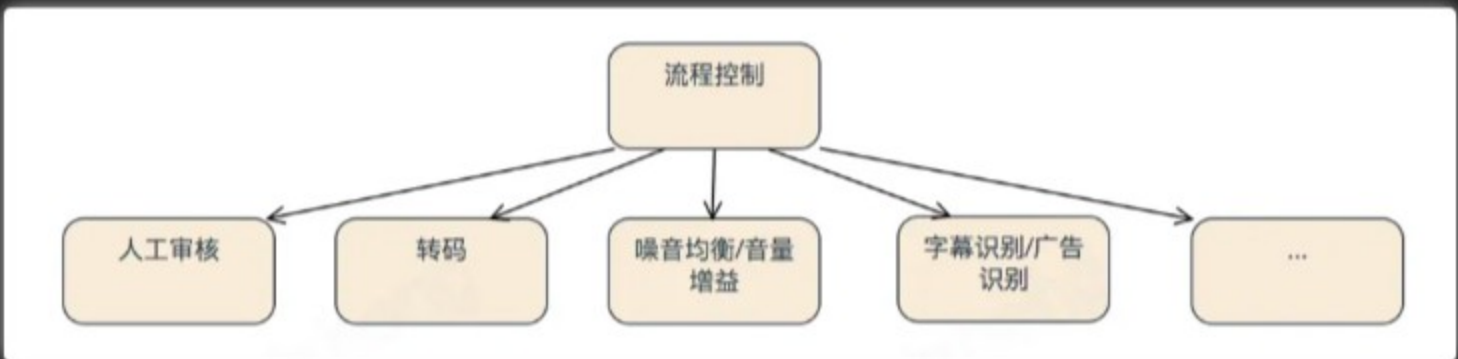 流程控制
人工审核
转码
噪音均衡/音量
增益
字幕识别/广告
识别
...